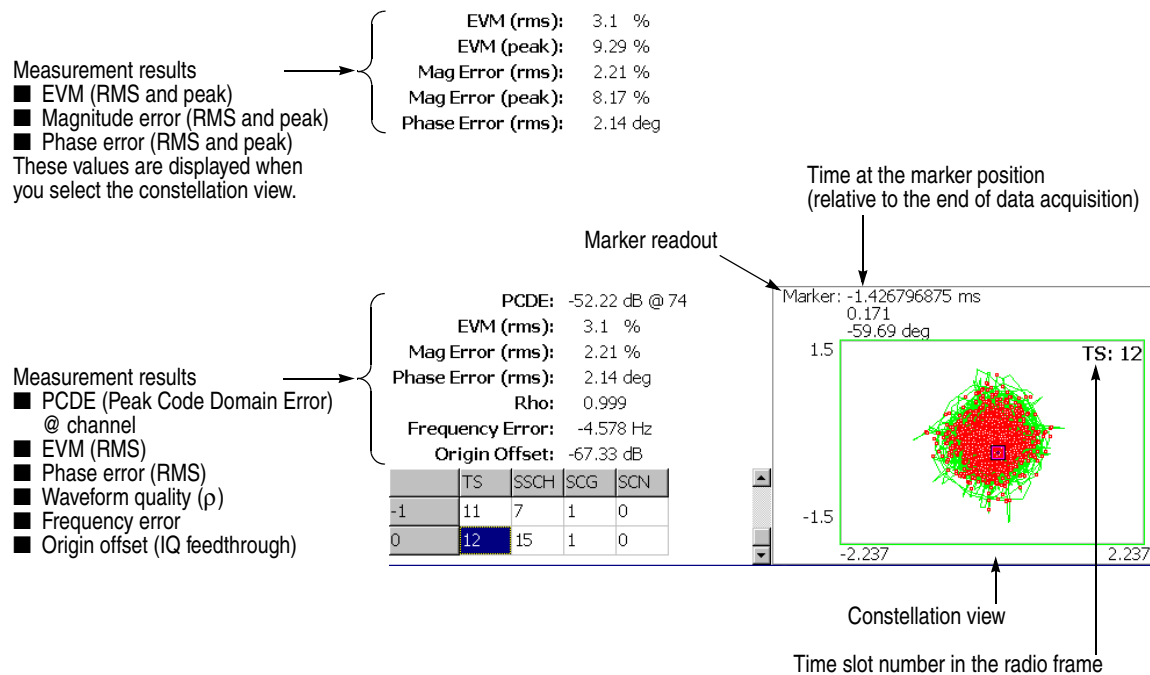 EVM (rms): 3.1 %
EVM (peak): 9.29 %
Mag Error (rms): 2.21 %
Mag Error (peak): 8.17 %
Phase Error (rms): 2.14 deg
Measurement results
■ EVM (RMS and peak)
■ Magnitude error (RMS and peak)
■ Phase error (RMS and peak)
These values are displayed when
you select the constellation view.
Time at the marker position
(relative to the end of data acquisition)
Marker readout
PCDE: -52.22 dB @ 74
EVM (rms): 3.1 %
Mag Error (rms): 2.21 %
Phase Error (rms): 2.14 deg
Rho: 0.999
Frequency Error: -4.578 Hz
Origin Offset: -67.33 dB
Measurement results
■ PCDE (Peak Code Domain Error)
@ channel
■ EVM (RMS)
■ Phase error (RMS)
■ Waveform quality (ρ)
■ Frequency error
■ Origin offset (IQ feedthrough)
TS SSCH SCG SCN
-1 11 7 1 0
0 12 15 1 0
Marker: -1.426796875 ms
0.171
-59.69 deg
1.5
TS: 12
-1.5
-2.237 2.237
Constellation view
Time slot number in the radio frame